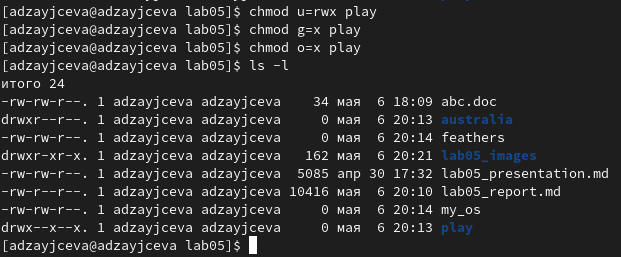 [adzayjceva@adzayjceva lab05]$ chmod u=rwx play
[adzayjceva@adzayjceva lab05]$ chmod g=x play
[adzayjceva@adzayjceva lab05]$ chmod o=x play
[adzayjceva@adzayjceva lab05]$ ls -l
итого 24
-rw-rw-r--. 1 adzayjceva adzayjceva    34 мая  6 18:09 abc.doc
drwxr--r--. 1 adzayjceva adzayjceva     0 мая  6 20:13 australia
-rw-rw-r--. 1 adzayjceva adzayjceva     0 мая  6 20:14 feathers
drwxr-xr-x. 1 adzayjceva adzayjceva   162 мая  6 20:21 lab05_images
-rw-rw-r--. 1 adzayjceva adzayjceva  5085 апр 30 17:32 lab05_presentation.md
-rw-rw-r--. 1 adzayjceva adzayjceva 10416 мая  6 20:10 lab05_report.md
-rw-rw-r--. 1 adzayjceva adzayjceva     0 мая  6 20:14 my_os
drwx--x--x. 1 adzayjceva adzayjceva     0 мая  6 20:13 play
[adzayjceva@adzayjceva lab05]$